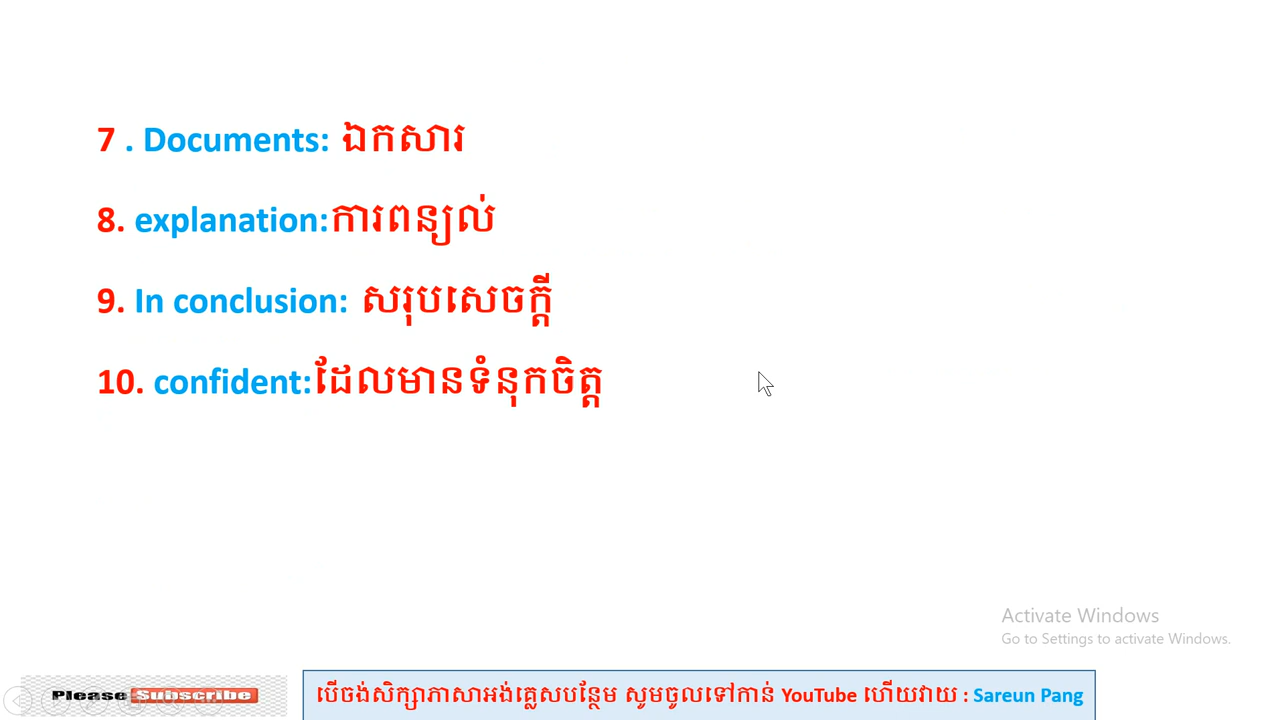 7 . Documents: ឯកសារ
8. explanation:ការពន្យល់
9. In conclusion: សរុបសេចក្តី
10. confident:ដែលមានទំនុកចិត្ត
Activate Windows
Go to Settings to activate Windows.
Please Subscribe
បើចង់សិក្សាភាសាអង់គ្លេសបន្ថែម សូមចូលទៅកាន់ YouTube ហើយវាយ : Sareun Pang